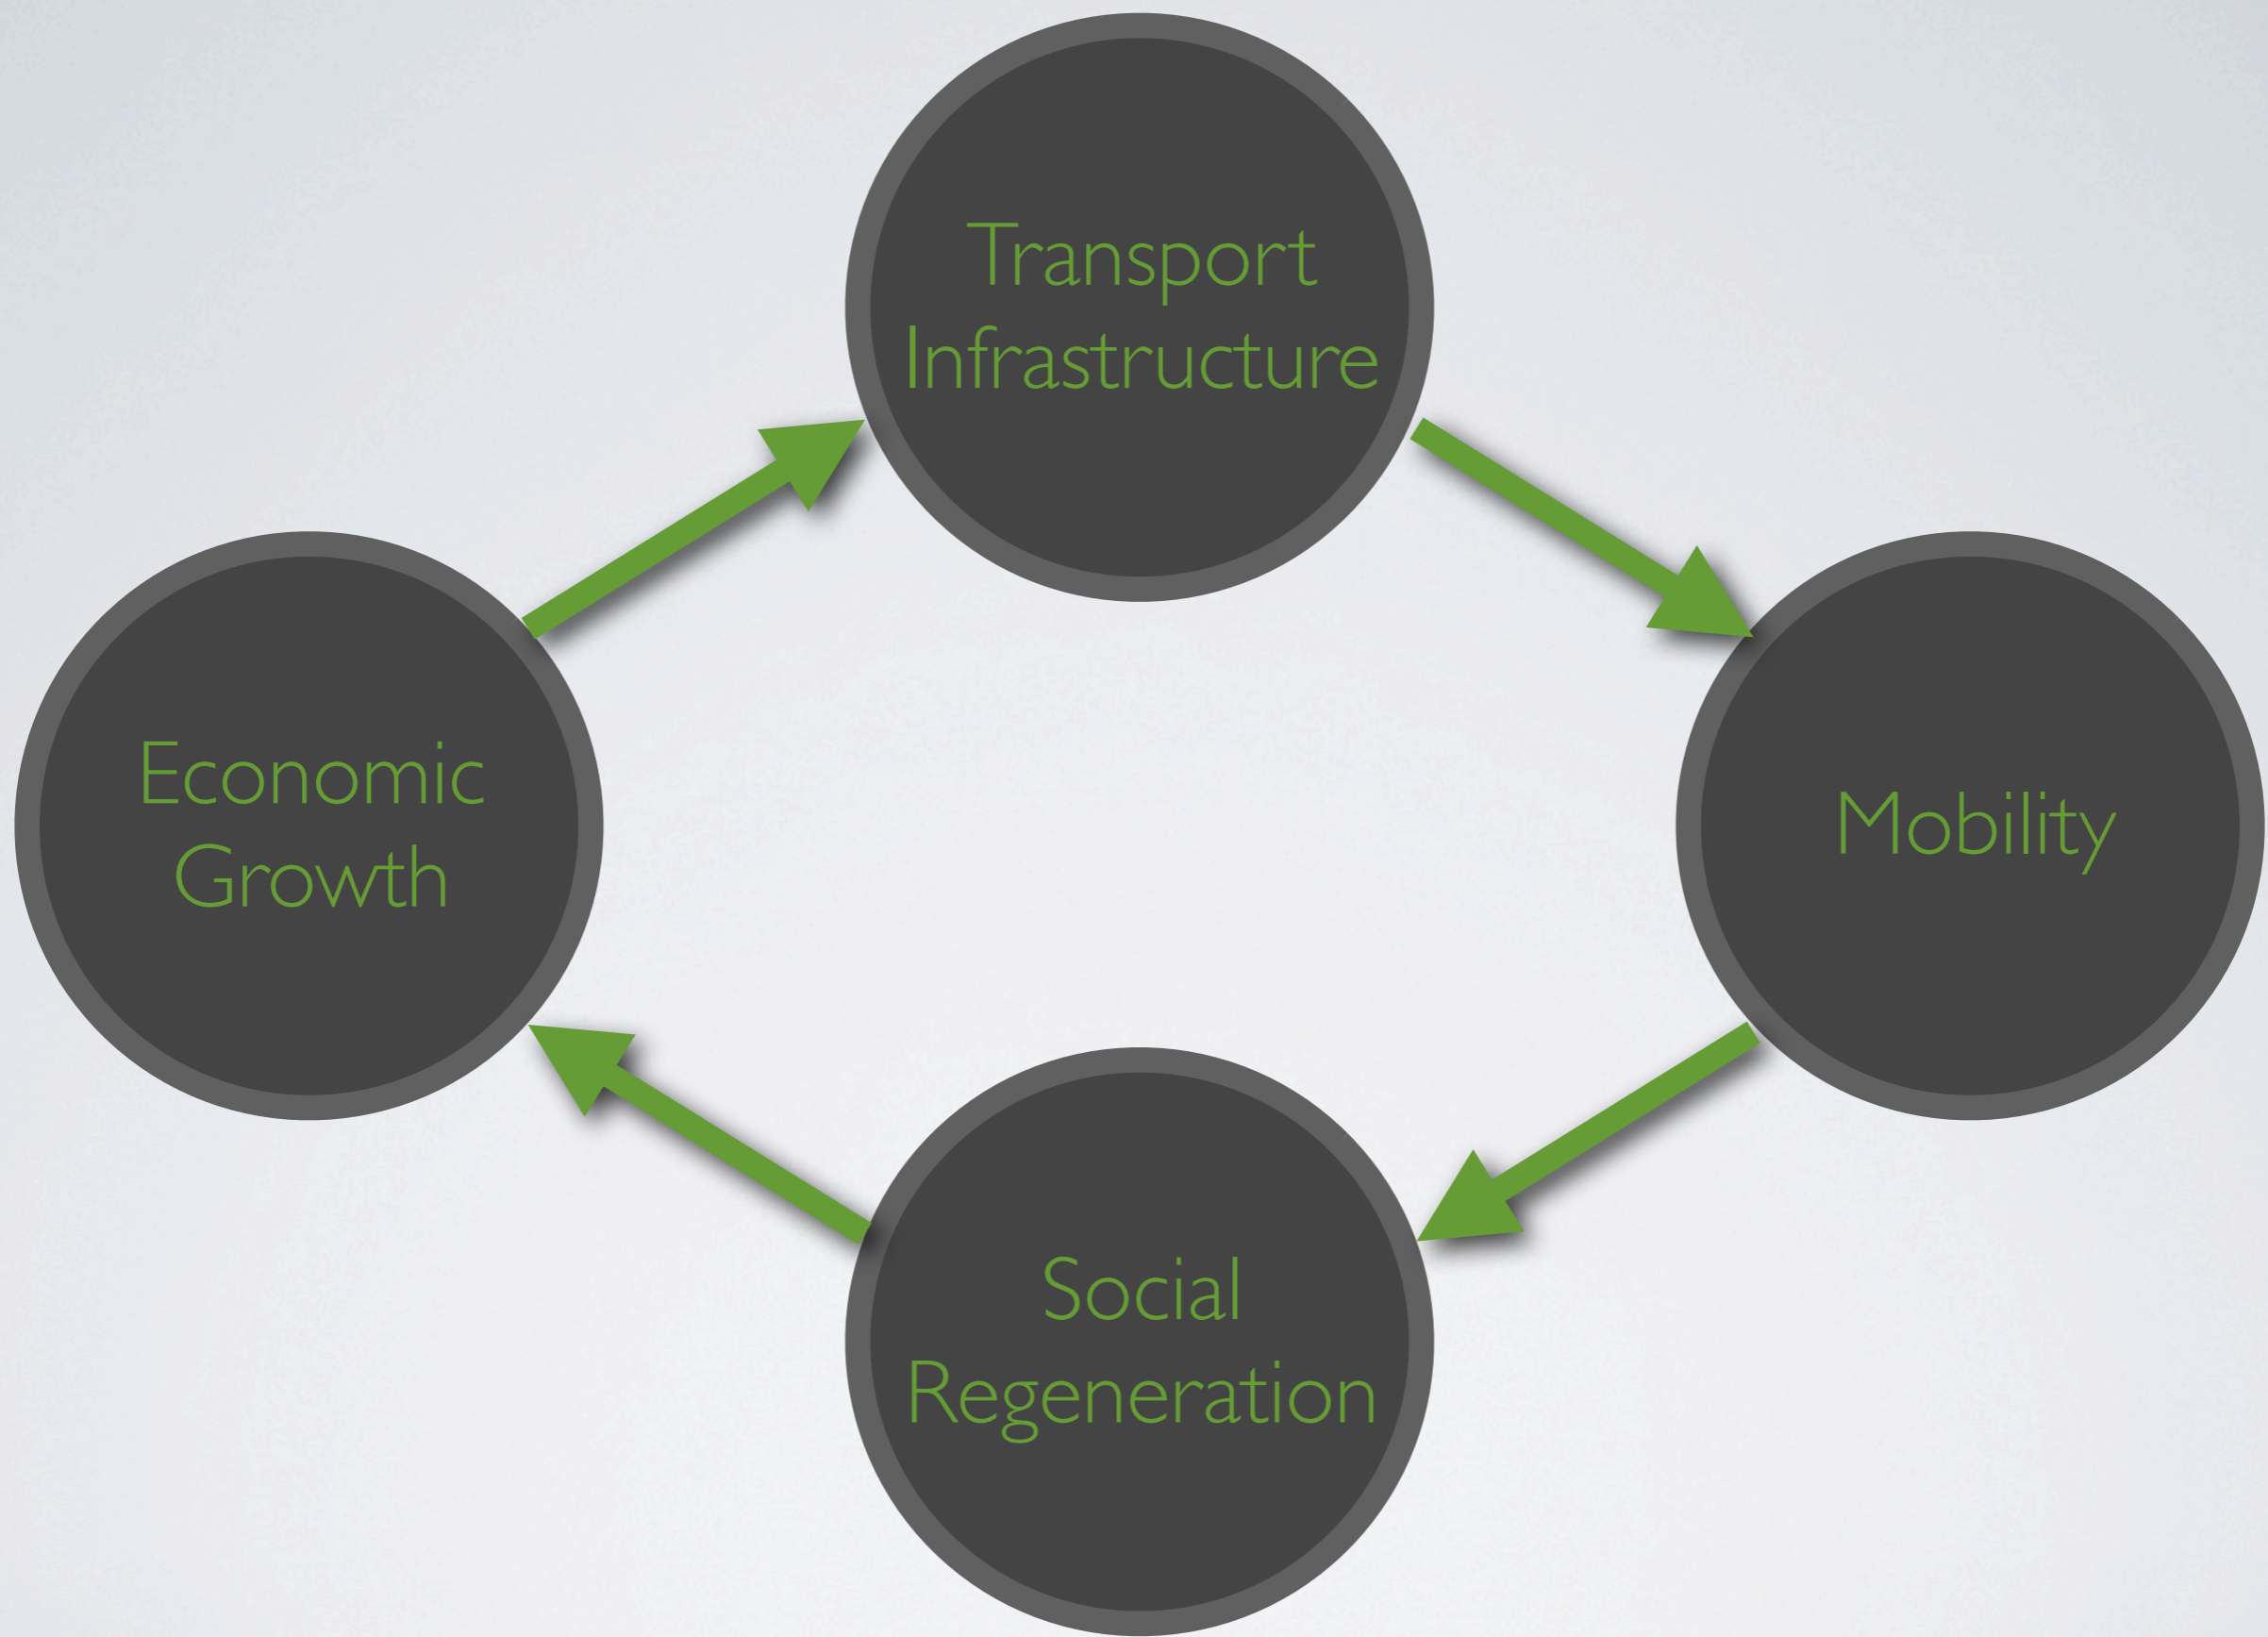 Transport
Infrastructure
Economic
Growth
Mobility
Social
Regeneration